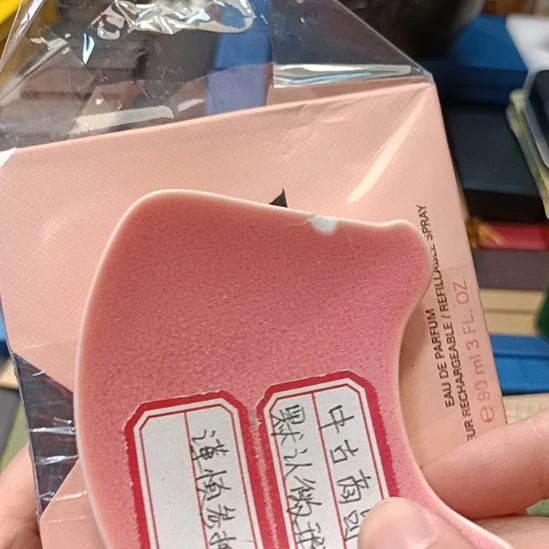 中古商品
默认微瑕
谨慎参拍
EAU DE PARFUM
UR RECHARGEABLE / REFILLABLE SPRAY
℮ 90 ml 3 FL. OZ.